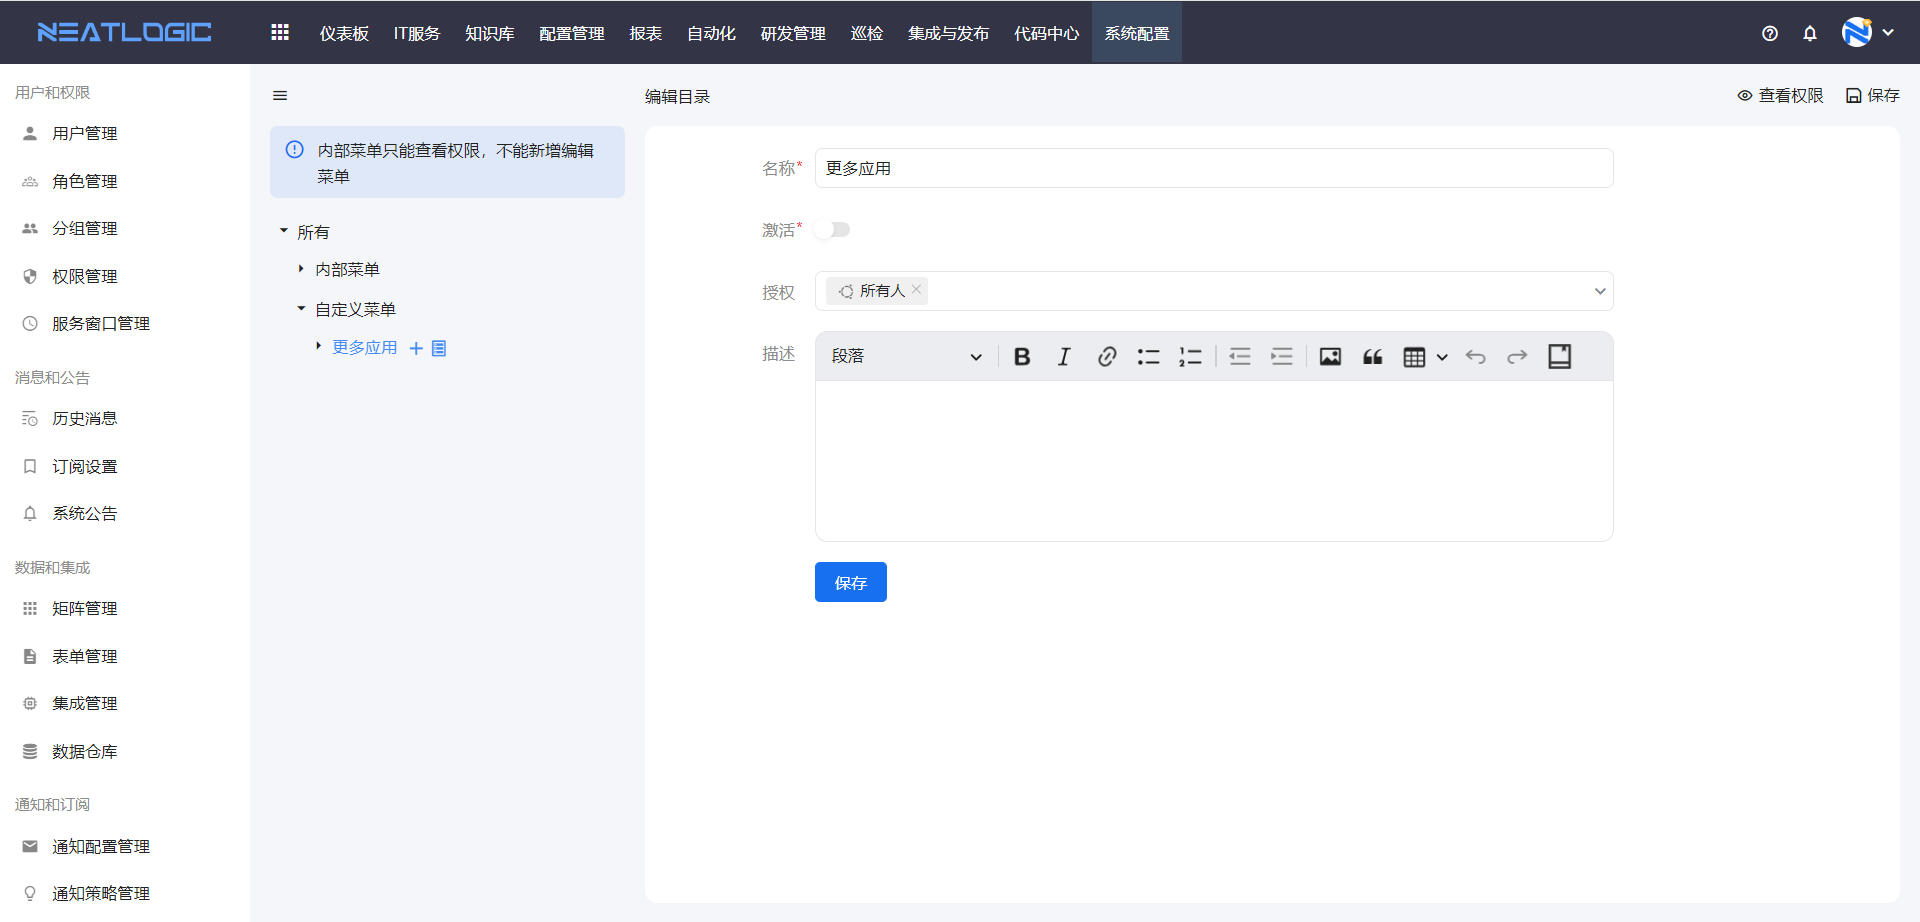 NEATLOGIC
仪表板 IT服务 知识库 配置管理 报表 自动化 研发管理 巡检 集成与发布 代码中心 系统配置
用户和权限
用户管理
角色管理
分组管理
权限管理
服务窗口管理
消息和公告
历史消息
订阅设置
系统公告
数据和集成
矩阵管理
表单管理
集成管理
数据仓库
通知和订阅
通知配置管理
通知策略管理
内部菜单只能查看权限，不能新增编辑
菜单
所有
内部菜单
自定义菜单
更多应用
编辑目录
查看权限 保存
名称* 更多应用
激活*
授权 所有人
描述 段落
保存